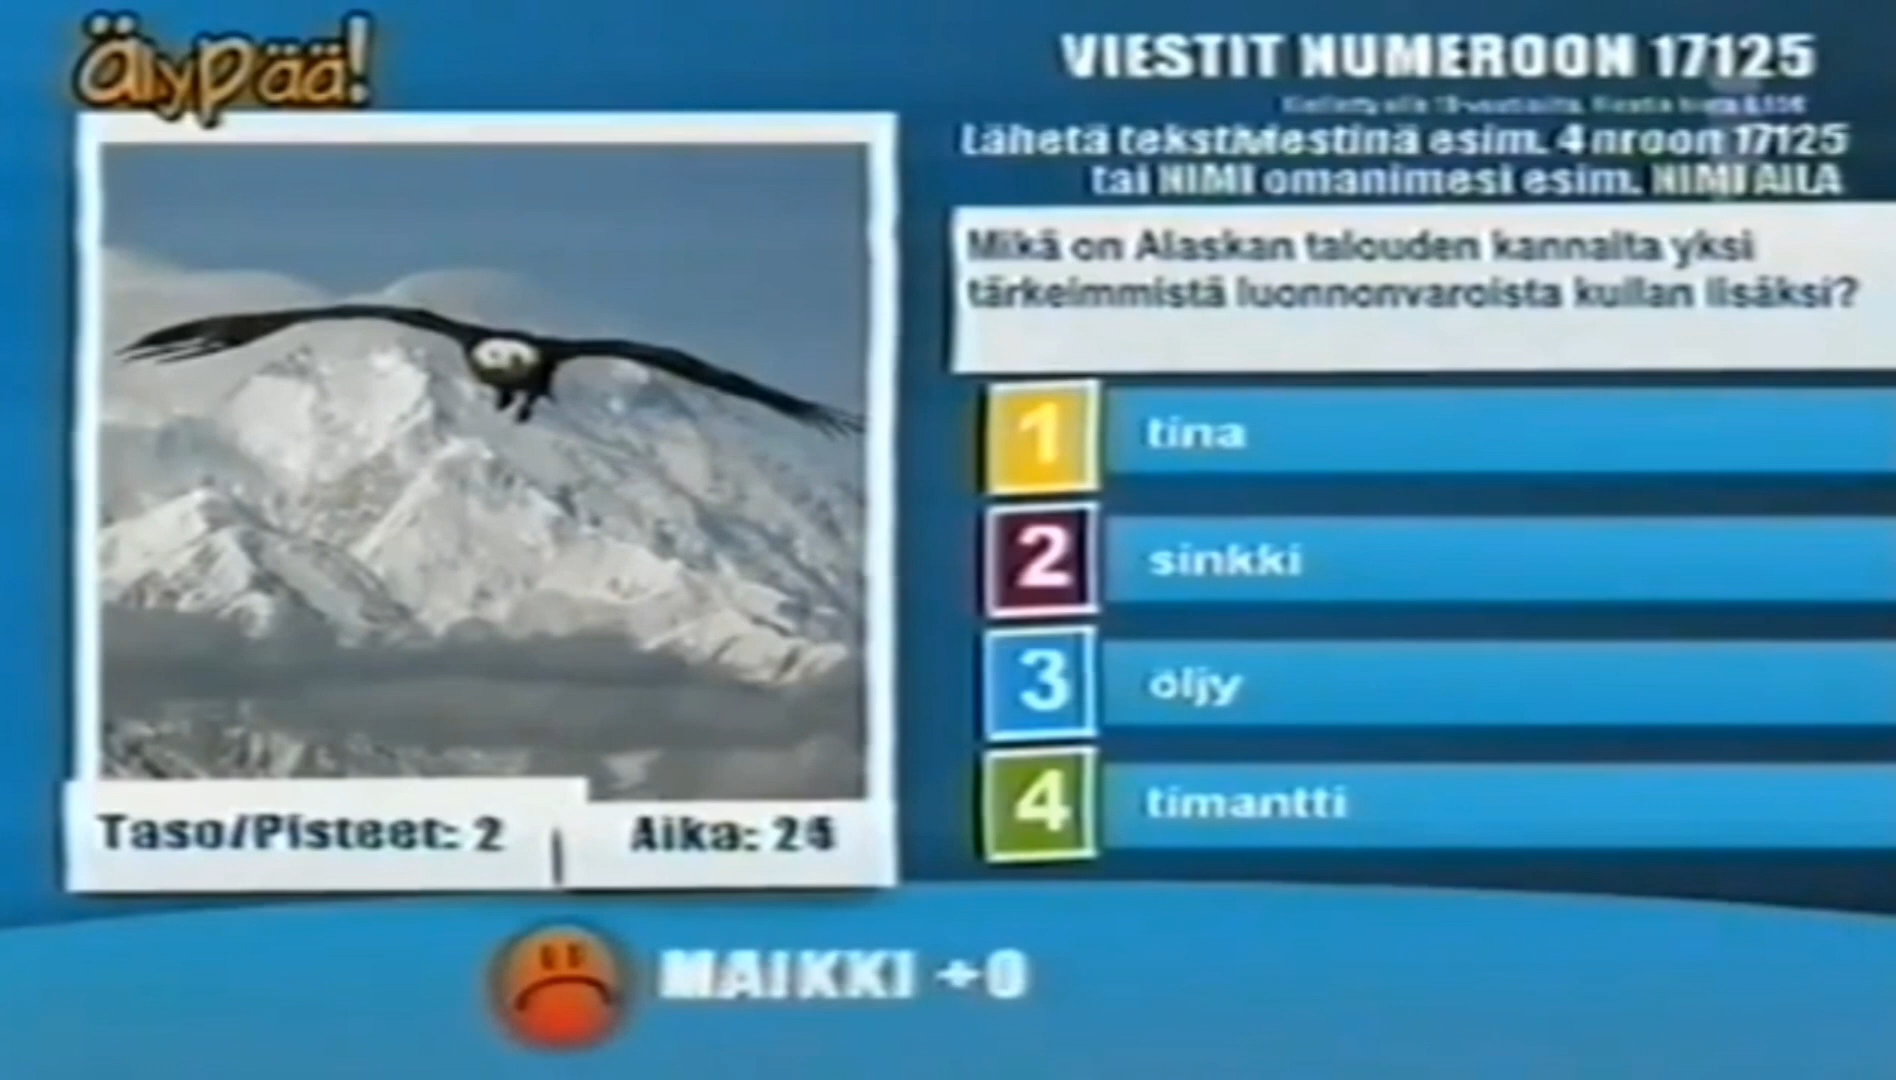 Älypää!
VIESTIT NUMEROON 17125
Lähetä tekstiviestinä esim. 4 nroon 17125
tai NIMI omanimesi esim. NIMI AILA
Mikä on Alaskan talouden kannalta yksi
tärkeimmistä luonnonvaroista kullan lisäksi?
1 tina
2 sinkki
3 öljy
4 timantti
Taso/Pisteet: 2
Aika:
MAIKKI +0